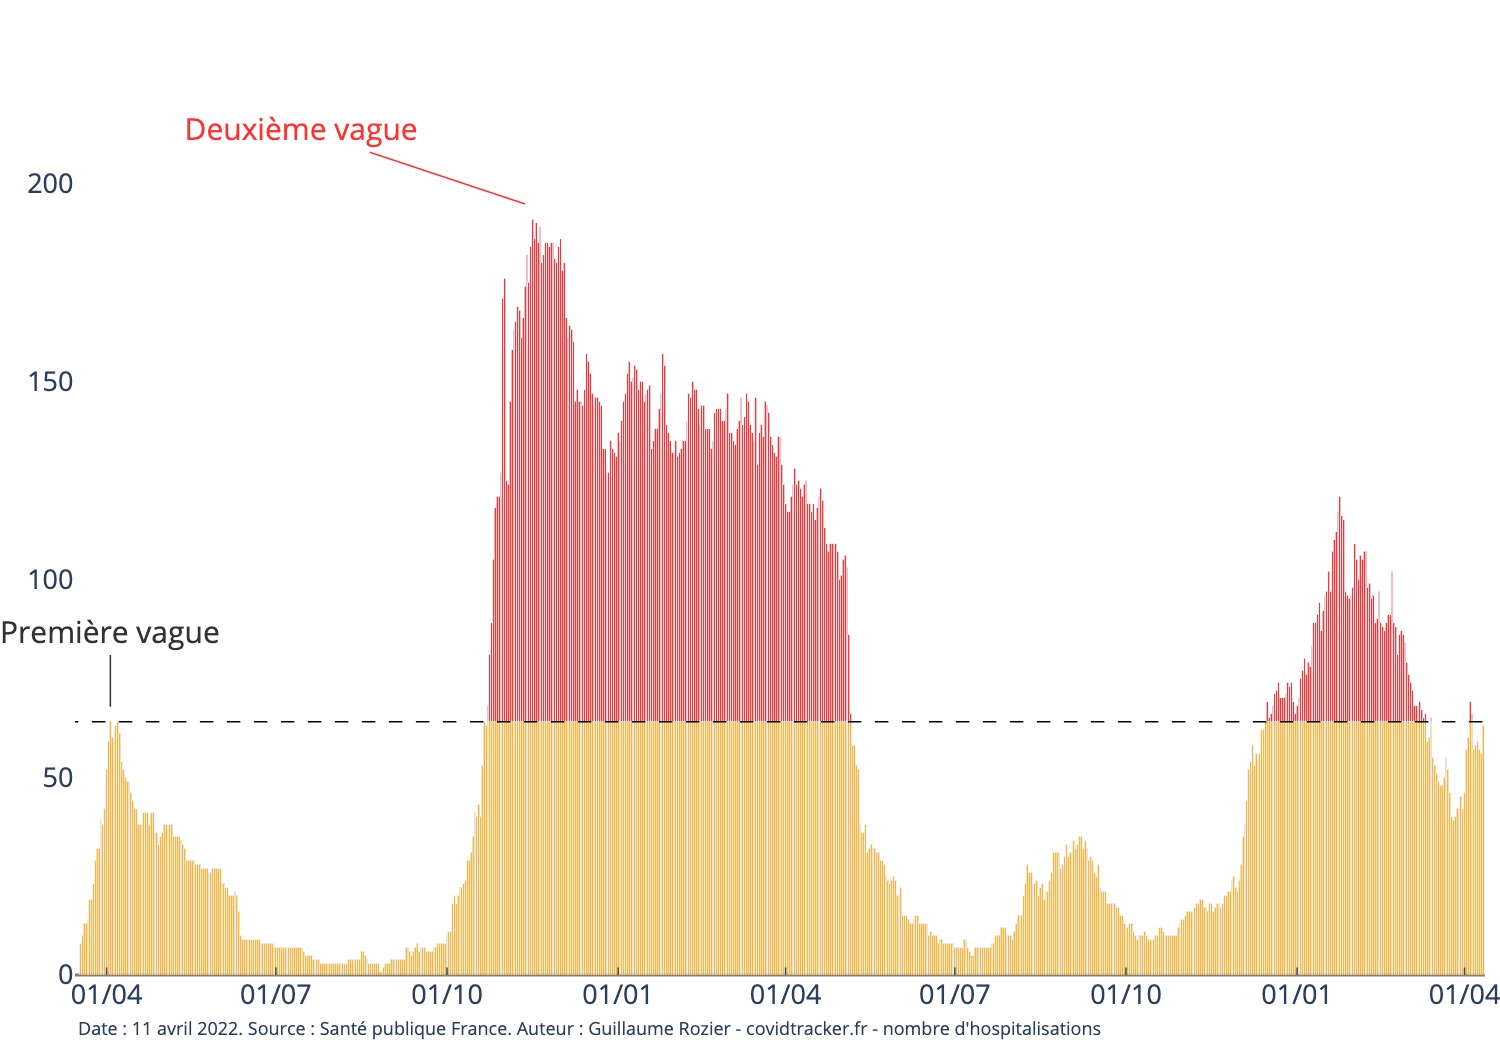 Deuxième vague
200
150
100
Première vague
50
0
01/04 01/07 01/10 01/01 01/04 01/07 01/10 01/01 01/04
Date : 11 avril 2022. Source : Santé publique France. Auteur : Guillaume Rozier - covidtracker.fr - nombre d'hospitalisations